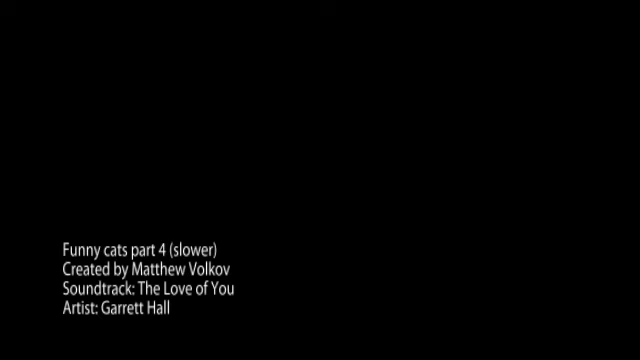 Funny cats part 4 (slower)
Created by Matthew Volkov
Soundtrack: The Love of You
Artist: Garrett Hall